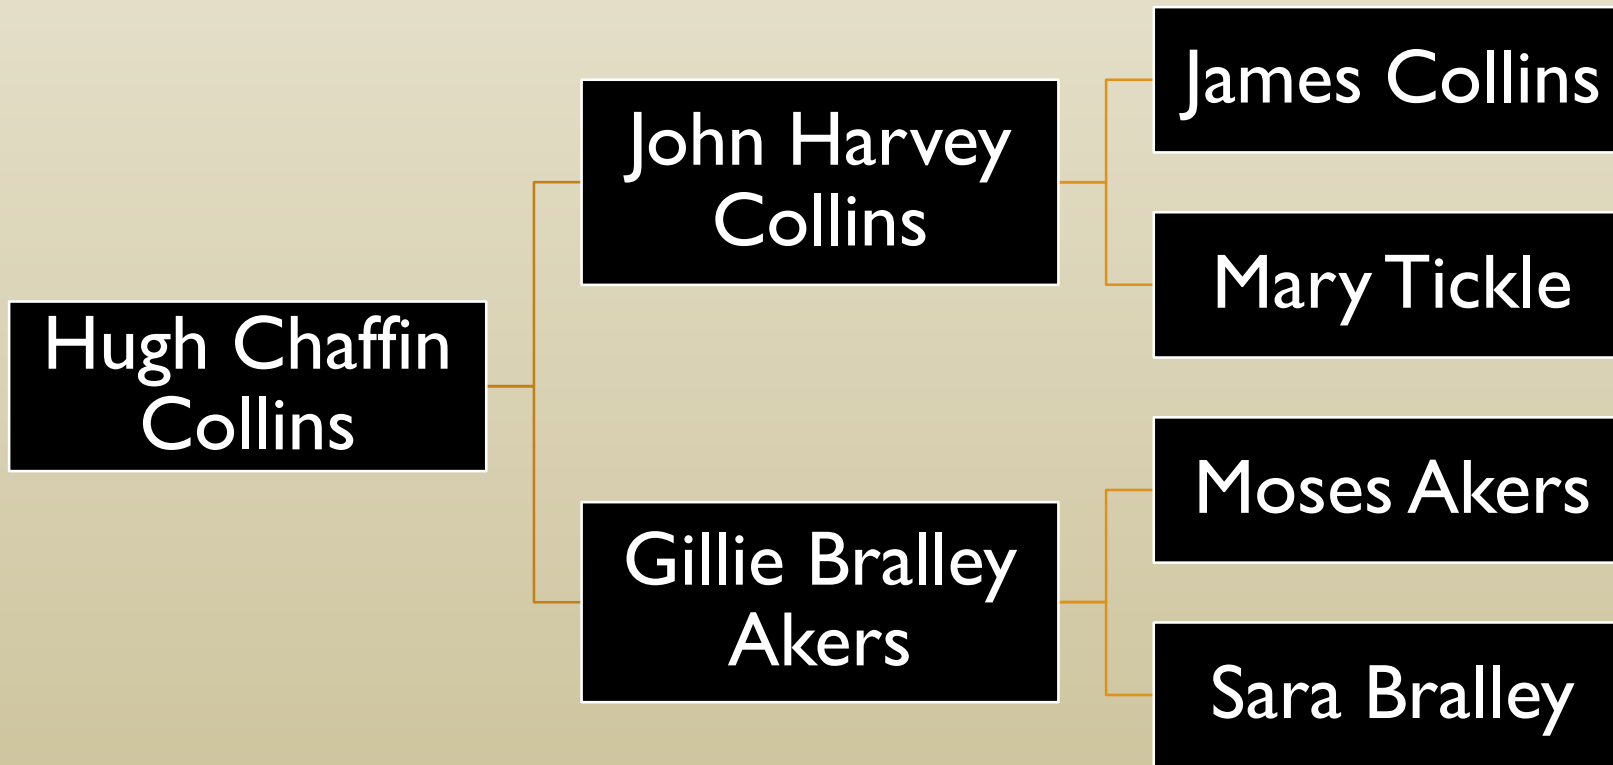 Hugh Chaffin
Collins
John Harvey
Collins
Gillie Bralley
Akers
James Collins
Mary Tickle
Moses Akers
Sara Bralley